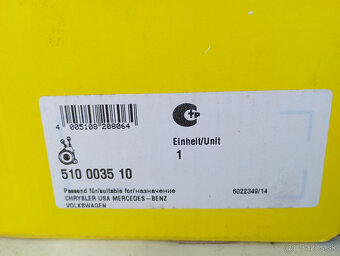 4 005108 208064
CTP
Einheit/Unit
1
510 0035 10
Passend für/suitable for/назначение
6022349/14
CHRYSLER USA MERCEDES-BENZ
VOLKSWAGEN